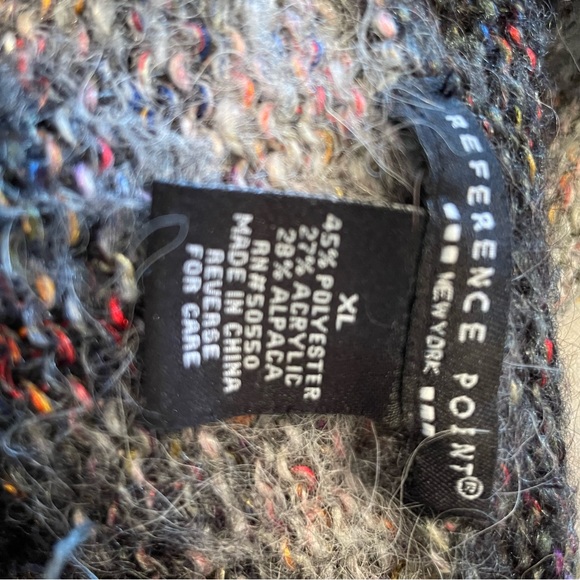 REFERENCE POINT®
NEW YORK
XL
45% POLYESTER
27% ACRYLIC
28% ALPACA
RN#50550
MADE IN CHINA
REVERSE
FOR CARE